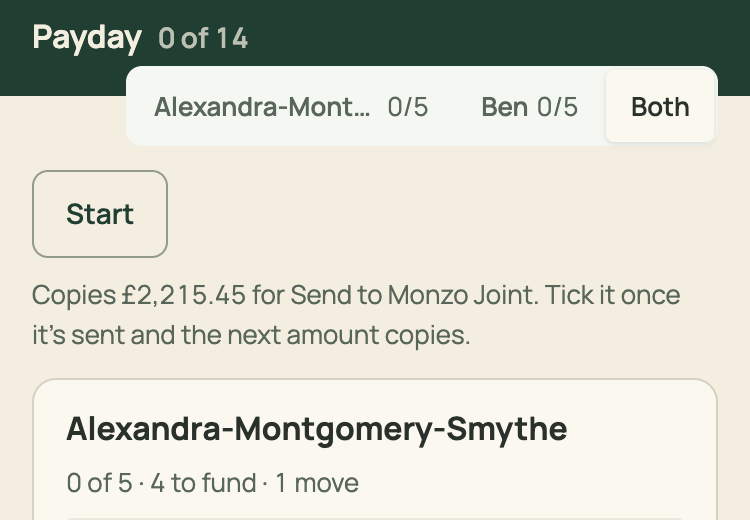 Payday 0 of 14
Alexandra-Mont... 0/5 Ben 0/5 Both
Start
Copies £2,215.45 for Send to Monzo Joint. Tick it once
it's sent and the next amount copies.
Alexandra-Montgomery-Smythe
0 of 5 · 4 to fund · 1 move